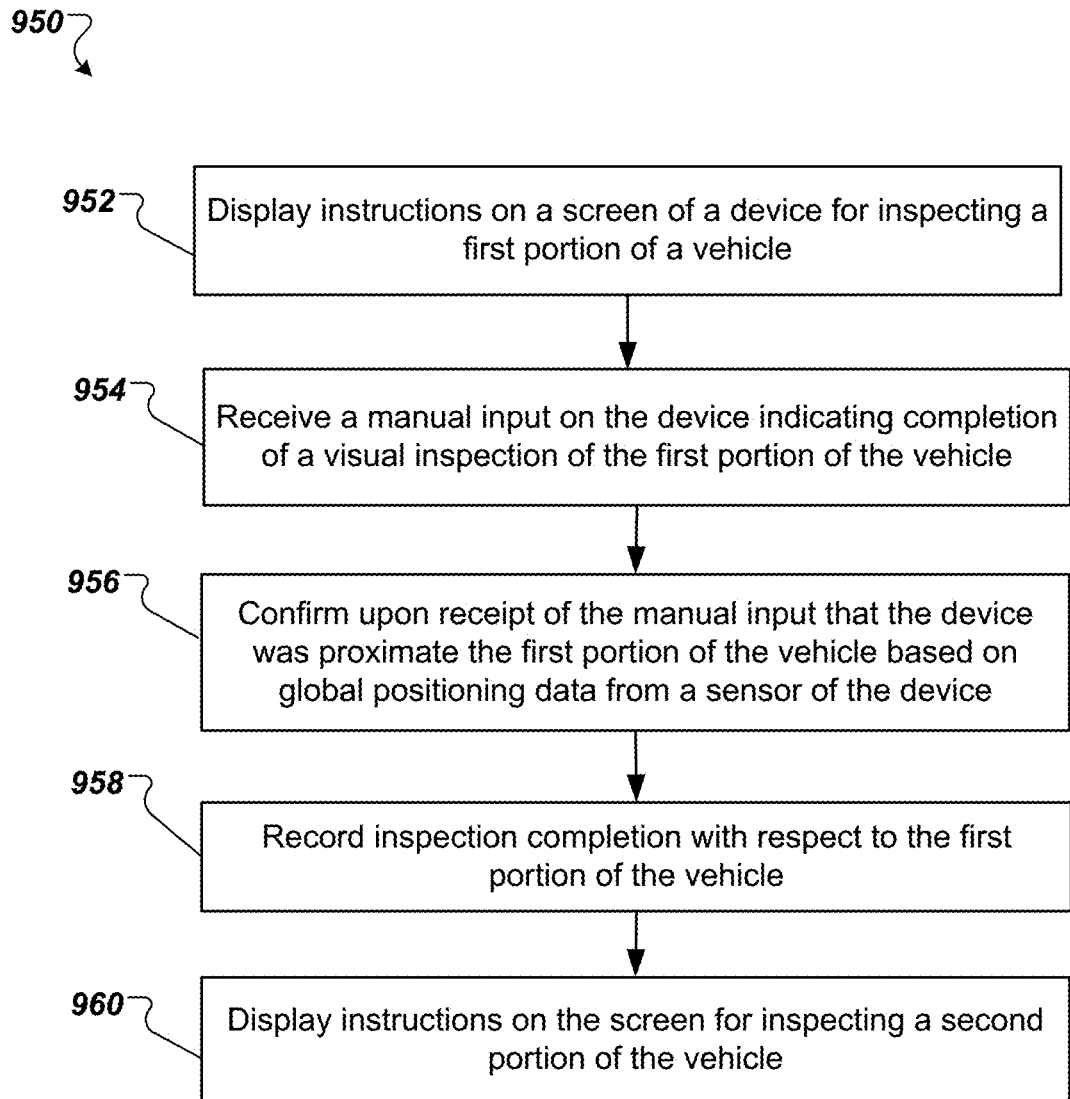 950
952
Display instructions on a screen of a device for inspecting a
first portion of a vehicle
954
Receive a manual input on the device indicating completion
of a visual inspection of the first portion of the vehicle
956
Confirm upon receipt of the manual input that the device
was proximate the first portion of the vehicle based on
global positioning data from a sensor of the device
958
Record inspection completion with respect to the first
portion of the vehicle
960
Display instructions on the screen for inspecting a second
portion of the vehicle